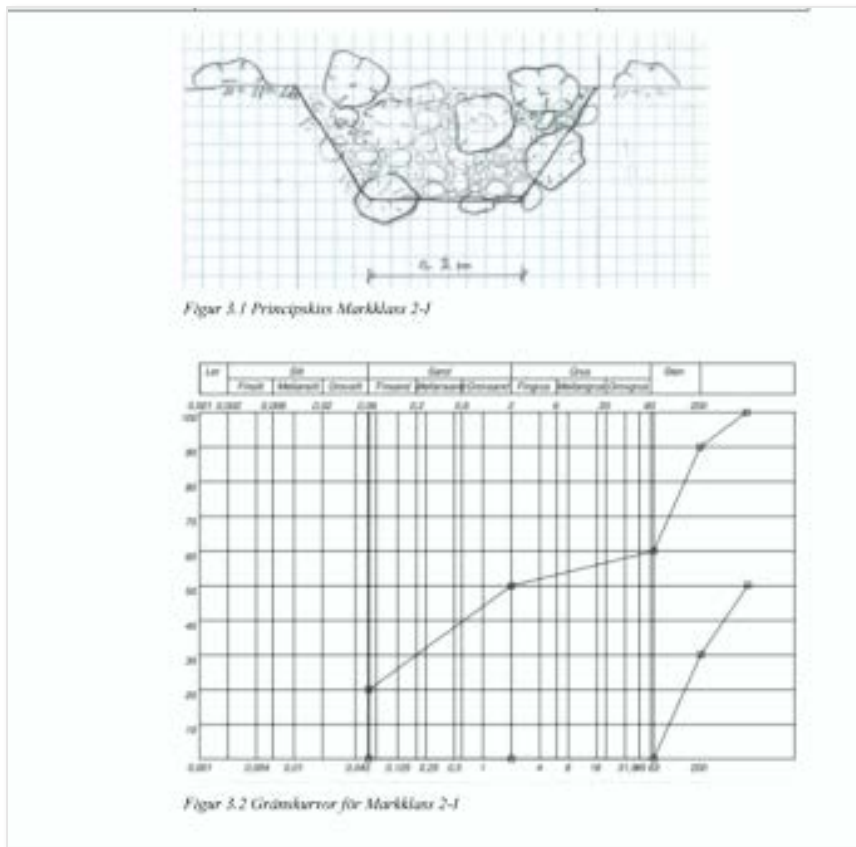 Figur 3.1 Principskiss Markklass 2-I
Ler Silt Sand Grus Sten
Finsilt Mellansilt Grovsilt Finsand Mellansand Grovsand Fingrus Mellangrus Grovgrus
0,001 0,002 0,006 0,02 0,06 0,2 0,6 2 6 20 60 200
100
90
80
70
60
50
40
30
20
10
0,001 0,004 0,01 0,063 0,125 0,25 0,5 1 4 8 16 31,5 63 200
Figur 3.2 Gränskurvor för Markklass 2-I